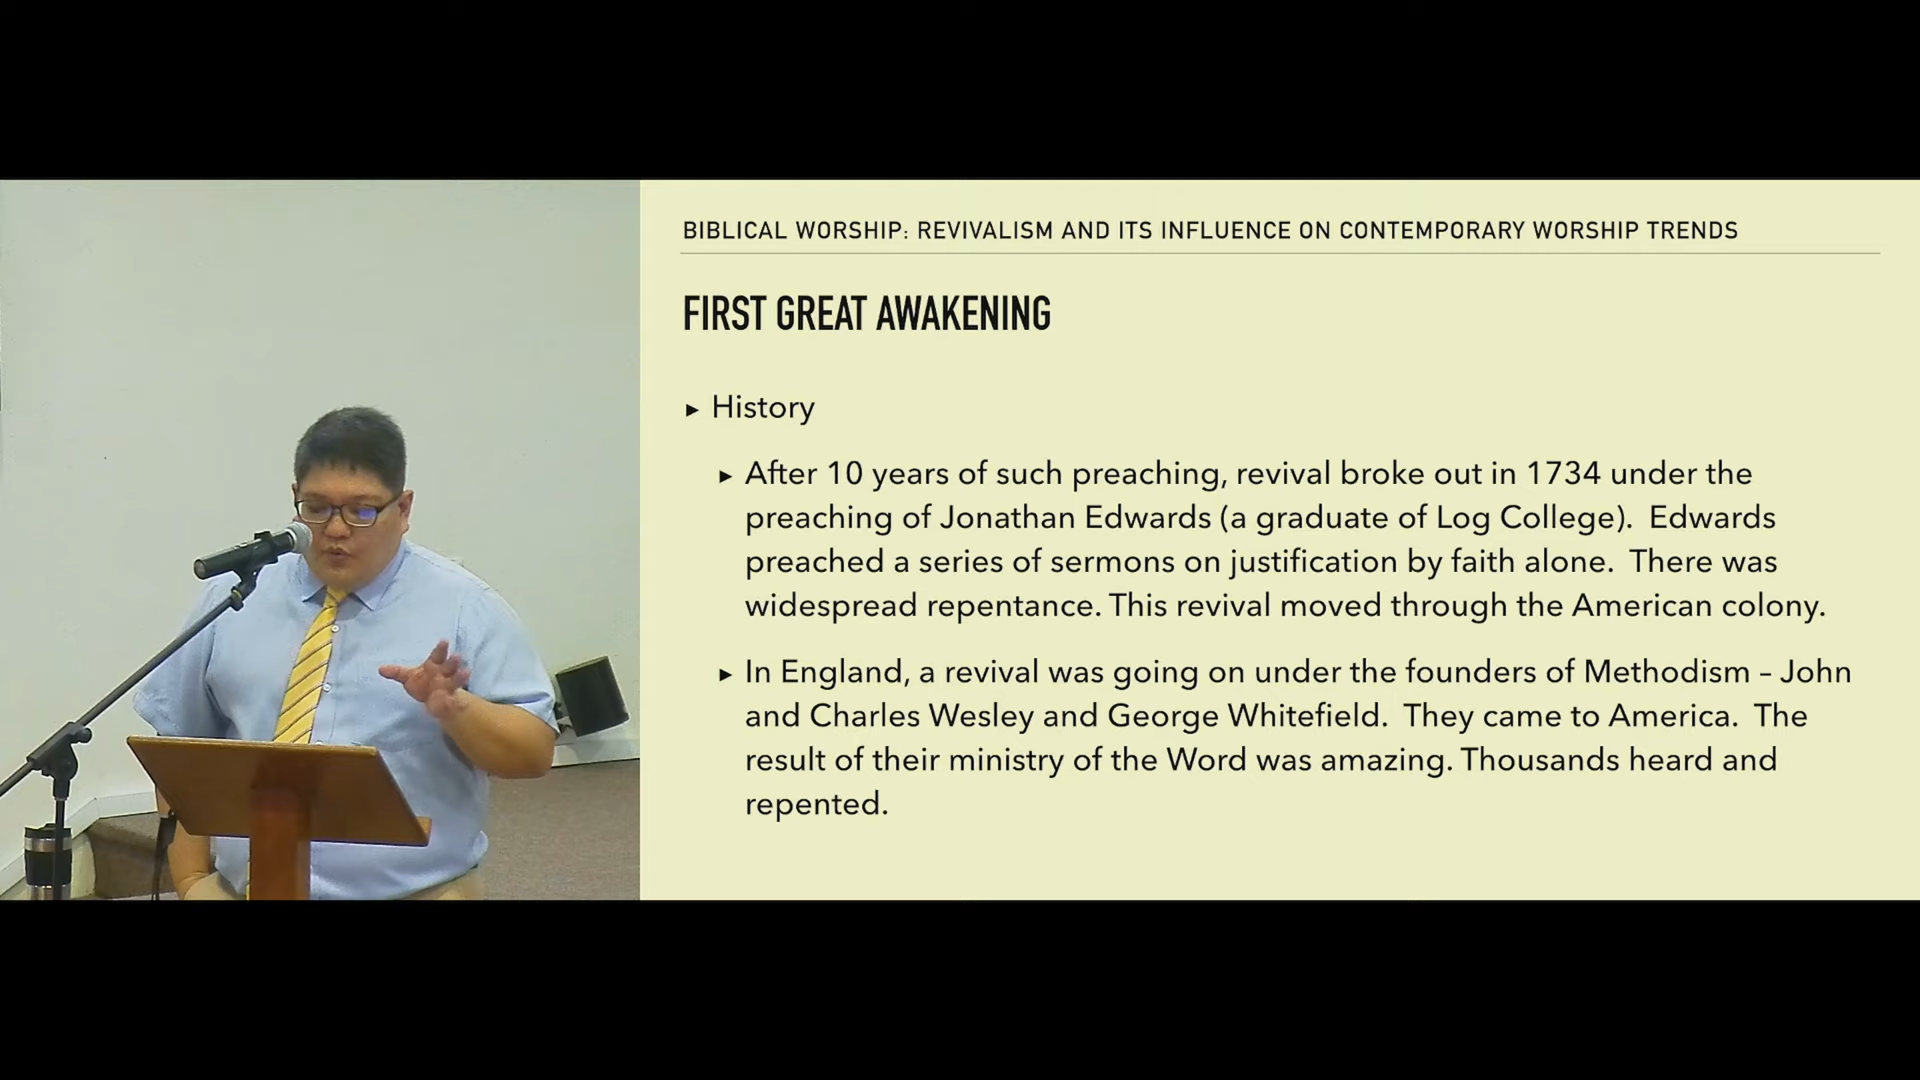 BIBLICAL WORSHIP: REVIVALISM AND ITS INFLUENCE ON CONTEMPORARY WORSHIP TRENDS
FIRST GREAT AWAKENING
▸ History
▸ After 10 years of such preaching, revival broke out in 1734 under the
preaching of Jonathan Edwards (a graduate of Log College).  Edwards
preached a series of sermons on justification by faith alone.  There was
widespread repentance. This revival moved through the American colony.
▸ In England, a revival was going on under the founders of Methodism – John
and Charles Wesley and George Whitefield.  They came to America.  The
result of their ministry of the Word was amazing. Thousands heard and
repented.